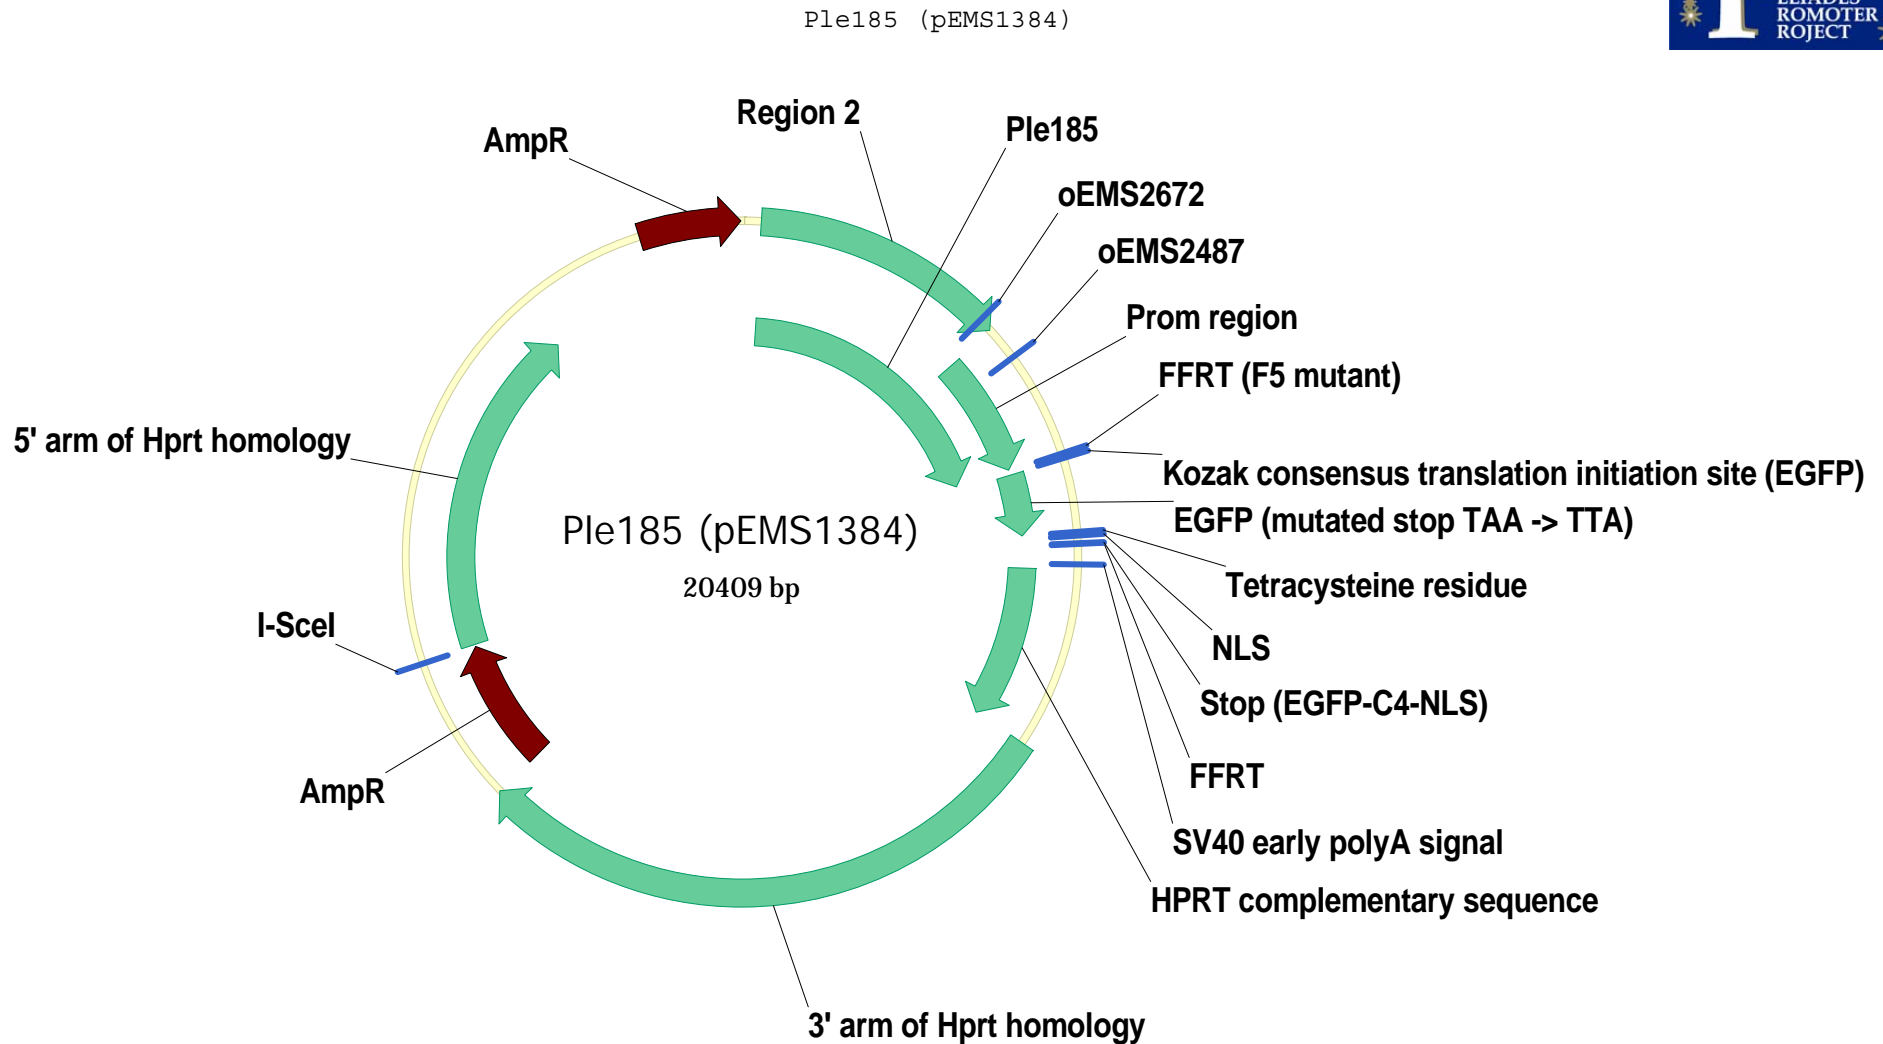 Ple185 (pEMS1384)
ROMOTER
ROJECT
Region 2
AmpR
Ple185
oEMS2672
oEMS2487
Prom region
FFRT (F5 mutant)
5' arm of Hprt homology
Kozak consensus translation initiation site (EGFP)
EGFP (mutated stop TAA -> TTA)
Ple185 (pEMS1384)
20409 bp
Tetracysteine residue
I-SceI
NLS
Stop (EGFP-C4-NLS)
FFRT
AmpR
SV40 early polyA signal
HPRT complementary sequence
3' arm of Hprt homology